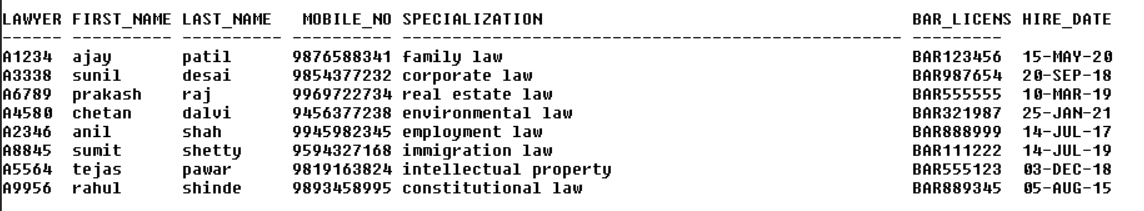 LAWYER FIRST_NAME LAST_NAME MOBILE_NO SPECIALIZATION BAR_LICENS HIRE_DATE
------ ---------- ---------- ---------- -------------------------------------------------- ---------- ---------
A1234 ajay patil 9876588341 family law BAR123456 15-MAY-20
A3338 sunil desai 9854377232 corporate law BAR987654 20-SEP-18
A6789 prakash raj 9969722734 real estate law BAR555555 10-MAR-19
A4580 chetan dalvi 9456377238 environmental law BAR321987 25-JAN-21
A2346 anil shah 9945982345 employment law BAR888999 14-JUL-17
A8845 sumit shetty 9594327168 immigration law BAR111222 14-JUL-19
A5564 tejas pawar 9819163824 intellectual property BAR555123 03-DEC-18
A9956 rahul shinde 9893458995 constitutional law BAR889345 05-AUG-15